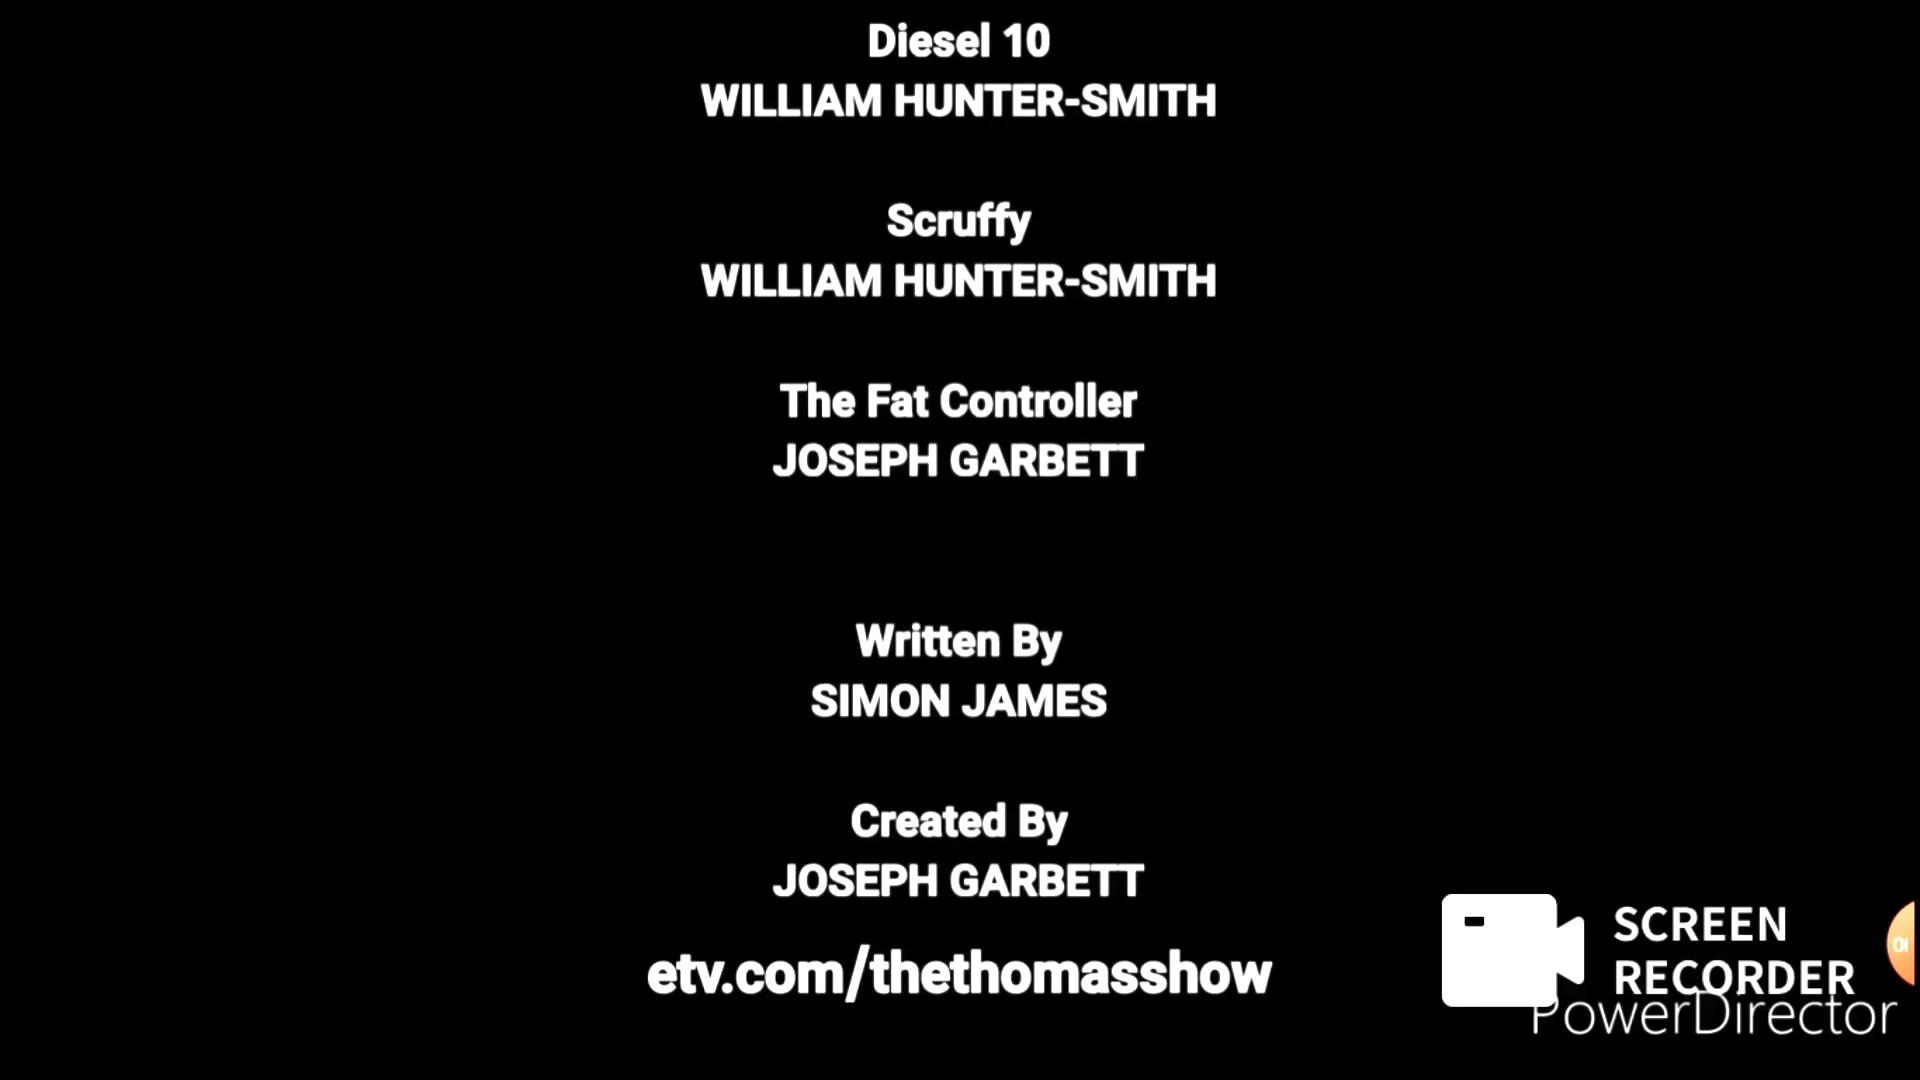 Diesel 10
WILLIAM HUNTER-SMITH
Scruffy
WILLIAM HUNTER-SMITH
The Fat Controller
JOSEPH GARBETT
Written By
SIMON JAMES
Created By
JOSEPH GARBETT
etv.com/thethomasshow
SCREEN
RECORDER
PowerDirector